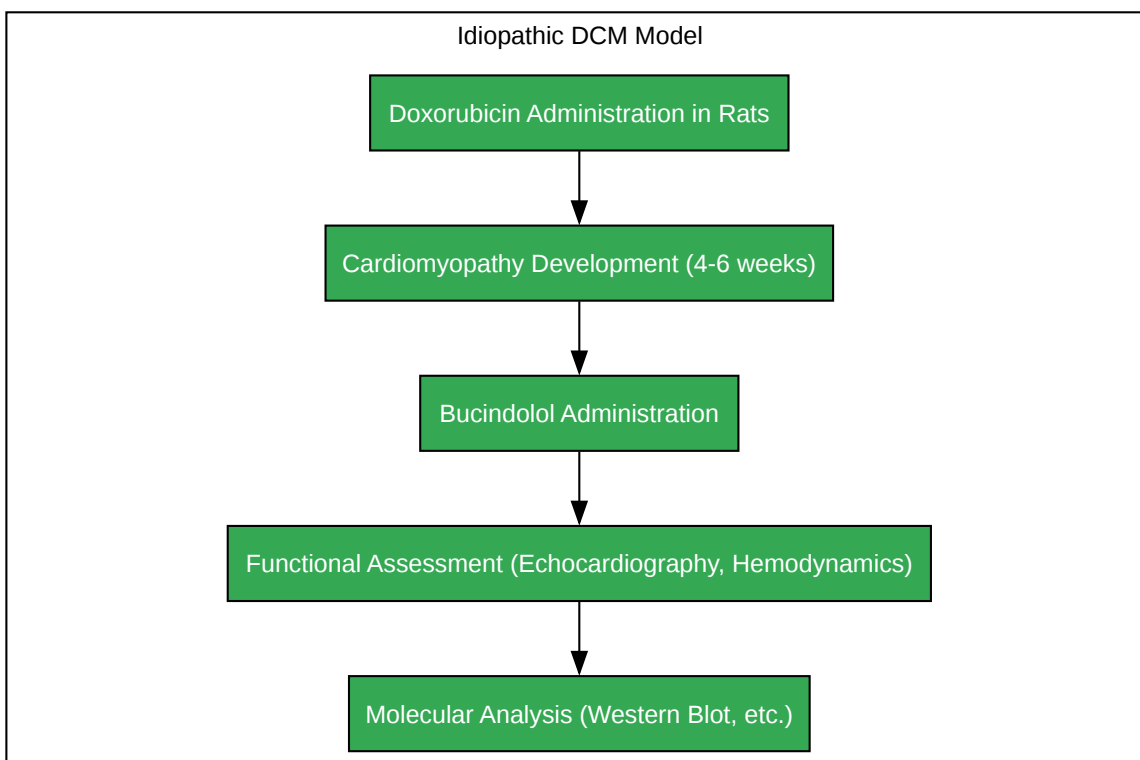 Idiopathic DCM Model
Doxorubicin Administration in Rats
Cardiomyopathy Development (4-6 weeks)
Bucindolol Administration
Functional Assessment (Echocardiography, Hemodynamics)
Molecular Analysis (Western Blot, etc.)